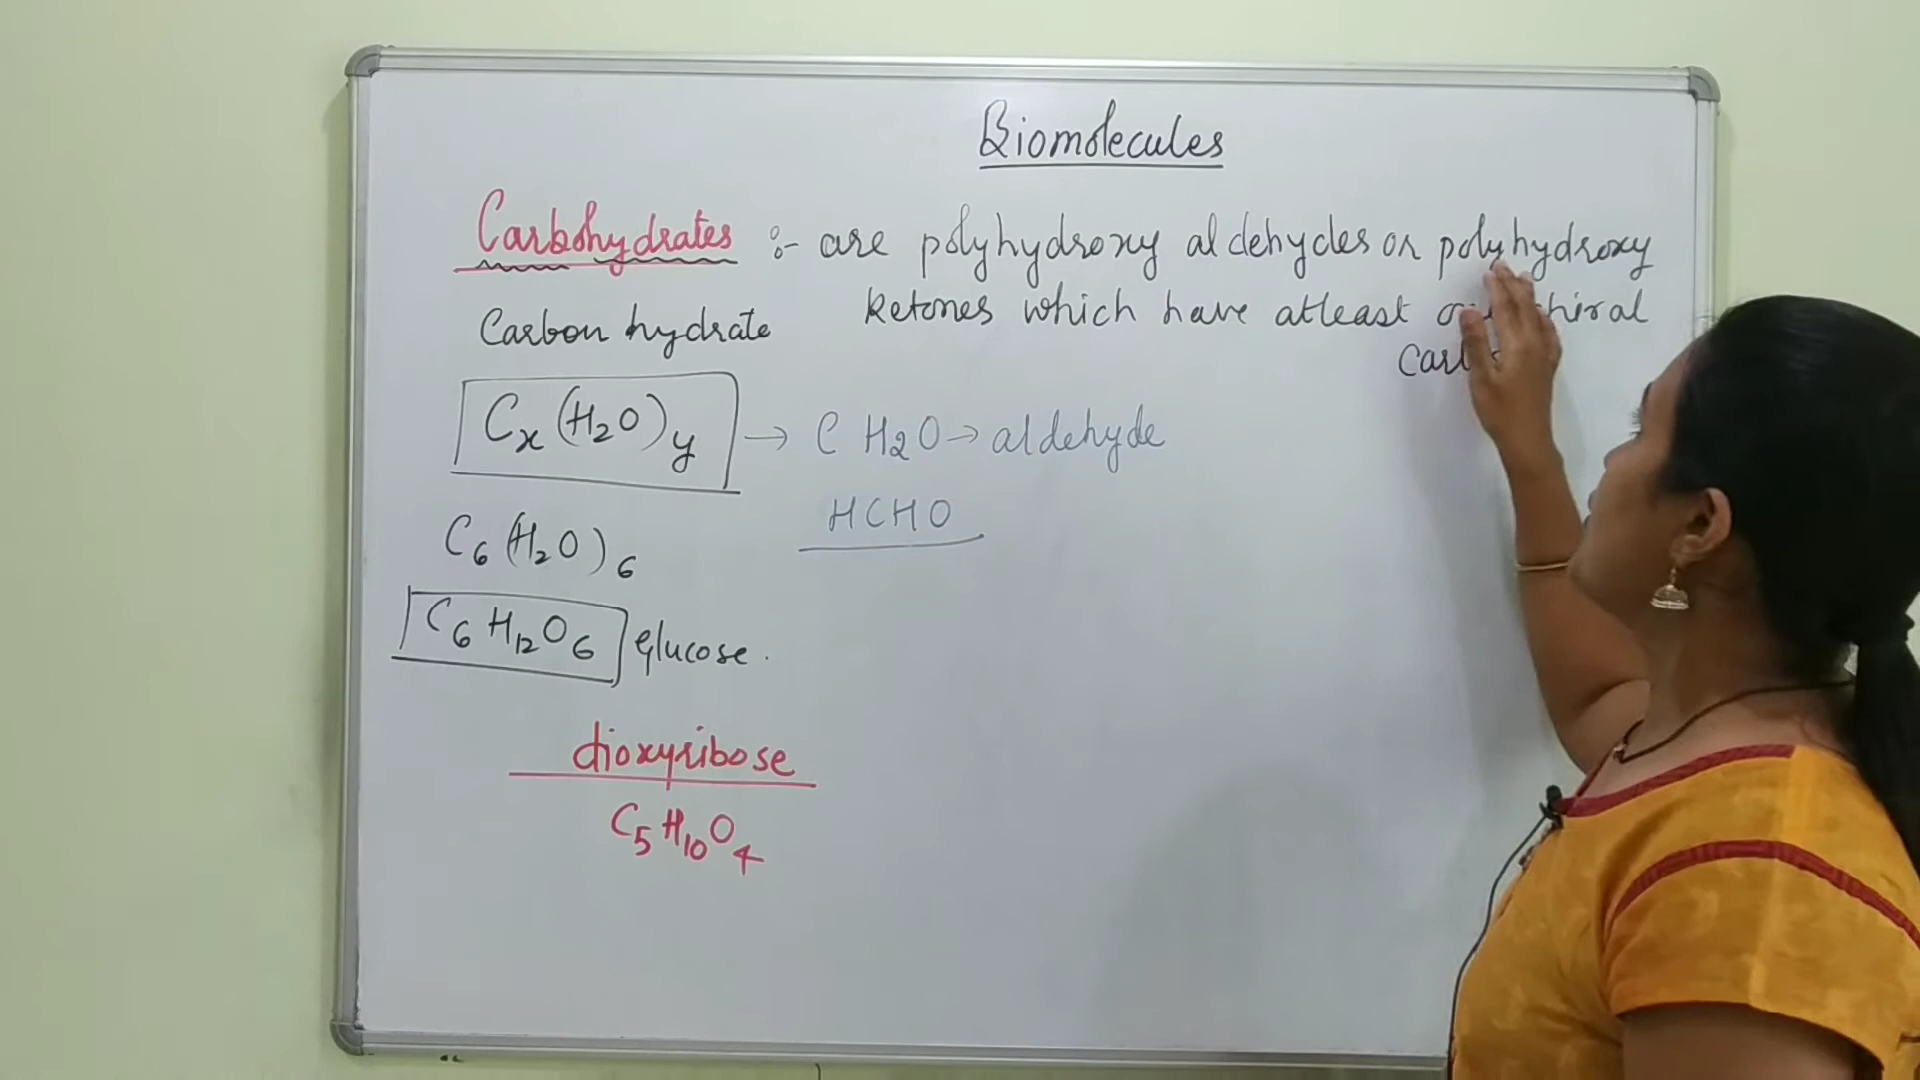 Biomolecules
Carbohydrates :- are polyhydroxy aldehydes or polyhydroxy
Ketones which have atleast chiral
Carbon hydrate
Cx(H2O)y → C H2O → aldehyde
HCHO
C6(H2O)6
C6H12O6 glucose.
dioxyribose
C5H10O4